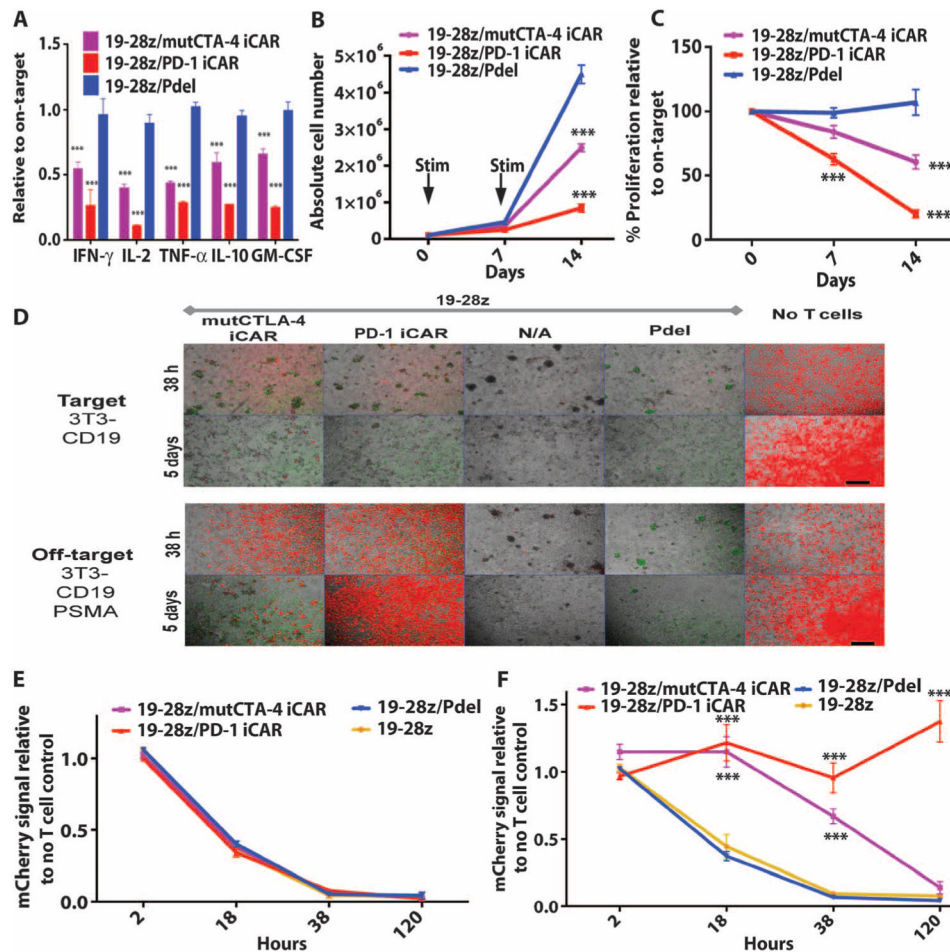 A
19-28z/mutCTA-4 iCAR
19-28z/PD-1 iCAR
19-28z/Pdel
Relative to on-target
1.5
1.0
0.5
0.0
***
***
***
***
***
***
***
***
***
***
IFN-γ IL-2 TNF-α IL-10 GM-CSF
B
19-28z/mutCTA-4 iCAR
19-28z/PD-1 iCAR
19-28z/Pdel
Absolute cell number
5×10⁶
4×10⁶
3×10⁶
2×10⁶
1×10⁶
0
Stim Stim
***
***
0 7 14
Days
C
19-28z/mutCTA-4 iCAR
19-28z/PD-1 iCAR
19-28z/Pdel
% Proliferation relative
to on-target
150
100
50
0
***
***
***
0 7 14
Days
D
19-28z
mutCTLA-4
iCAR
PD-1 iCAR
N/A
Pdel
No T cells
Target
3T3-
CD19
38 h
5 days
Off-target
3T3-
CD19
PSMA
38 h
5 days
E
19-28z/mutCTA-4 iCAR
19-28z/PD-1 iCAR
19-28z/Pdel
19-28z
mCherry signal relative
to no T cell control
1.0
0.5
0.0
2 18 38 120
Hours
F
19-28z/mutCTA-4 iCAR
19-28z/PD-1 iCAR
19-28z/Pdel
19-28z
mCherry signal relative
to no T cell control
1.5
1.0
0.5
0.0
***
***
***
***
***
2 18 38 120
Hours